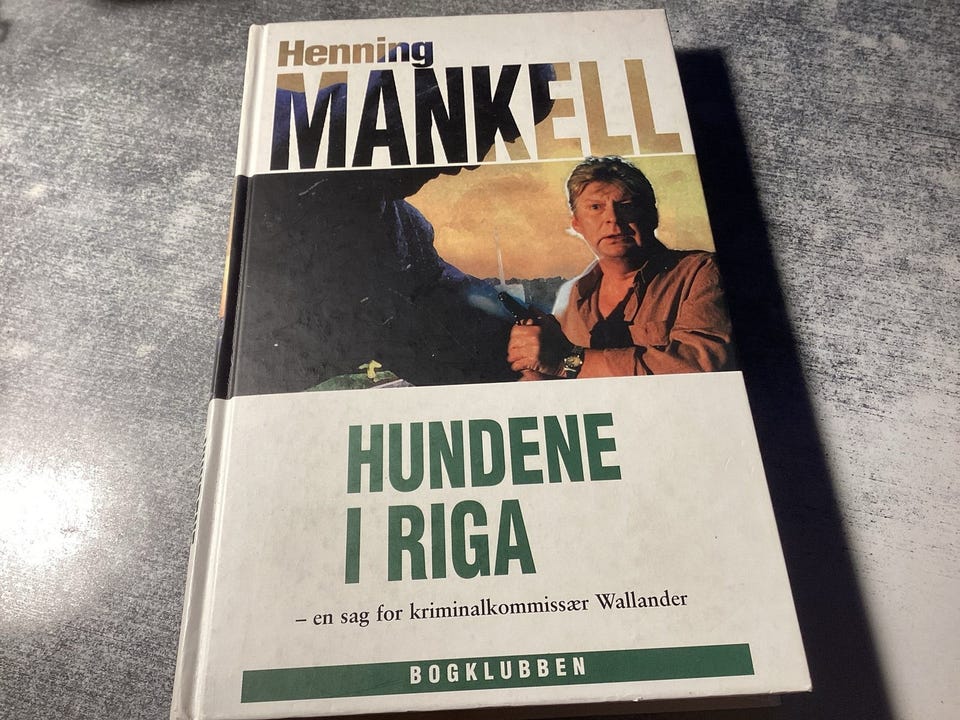 Henning
MANKELL
HUNDENE
I RIGA
– en sag for kriminalkommissær Wallander
BOGKLUBBEN